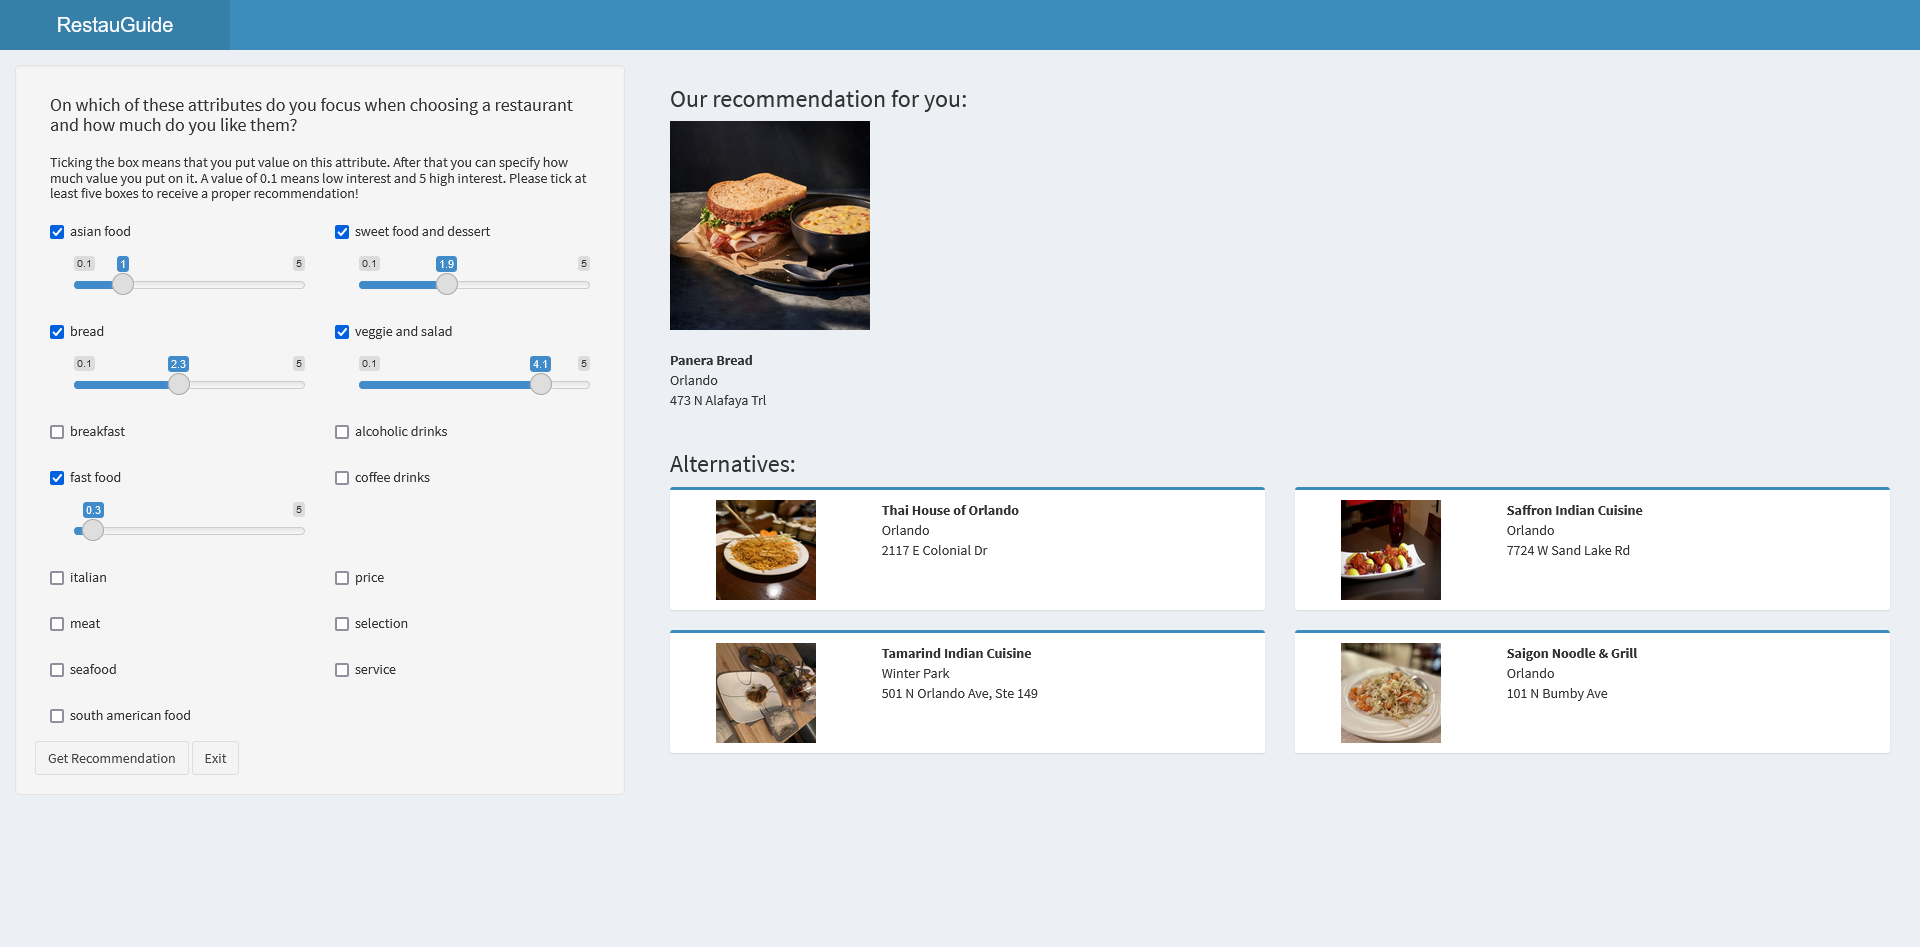 RestauGuide
On which of these attributes do you focus when choosing a restaurant
and how much do you like them?
Ticking the box means that you put value on this attribute. After that you can specify how
much value you put on it. A value of 0.1 means low interest and 5 high interest. Please tick at
least five boxes to receive a proper recommendation!
asian food
0.1 1 5
sweet food and dessert
0.1 1.9 5
bread
0.1 2.3 5
veggie and salad
0.1 4.1 5
breakfast
alcoholic drinks
fast food
0.3 5
coffee drinks
italian
price
meat
selection
seafood
service
south american food
Get Recommendation
Exit
Our recommendation for you:
Panera Bread
Orlando
473 N Alafaya Trl
Alternatives:
Thai House of Orlando
Orlando
2117 E Colonial Dr
Saffron Indian Cuisine
Orlando
7724 W Sand Lake Rd
Tamarind Indian Cuisine
Winter Park
501 N Orlando Ave, Ste 149
Saigon Noodle & Grill
Orlando
101 N Bumby Ave